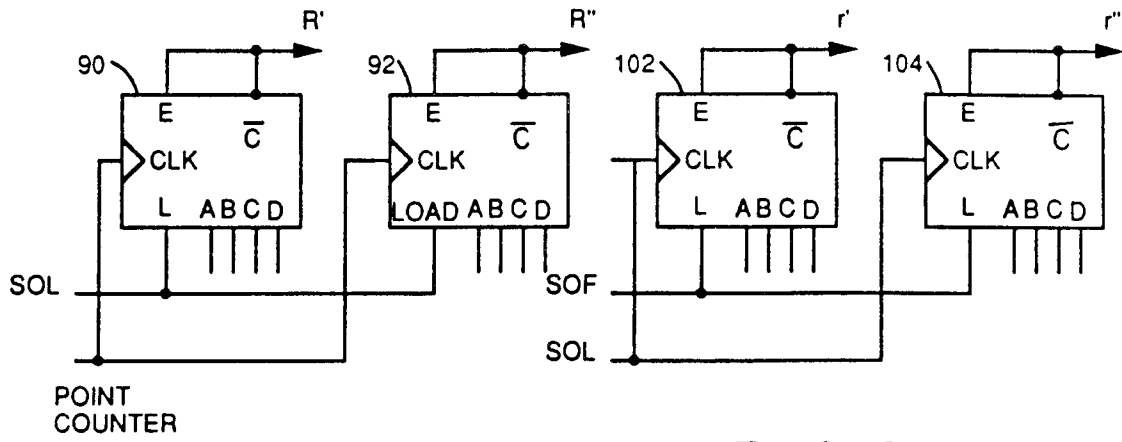 R' R" r' r"
90 92 102 104
E E E E
C C C C
CLK CLK CLK CLK
L A B C D LOAD A B C D L A B C D L A B C D
SOL SOF
SOL
POINT
COUNTER